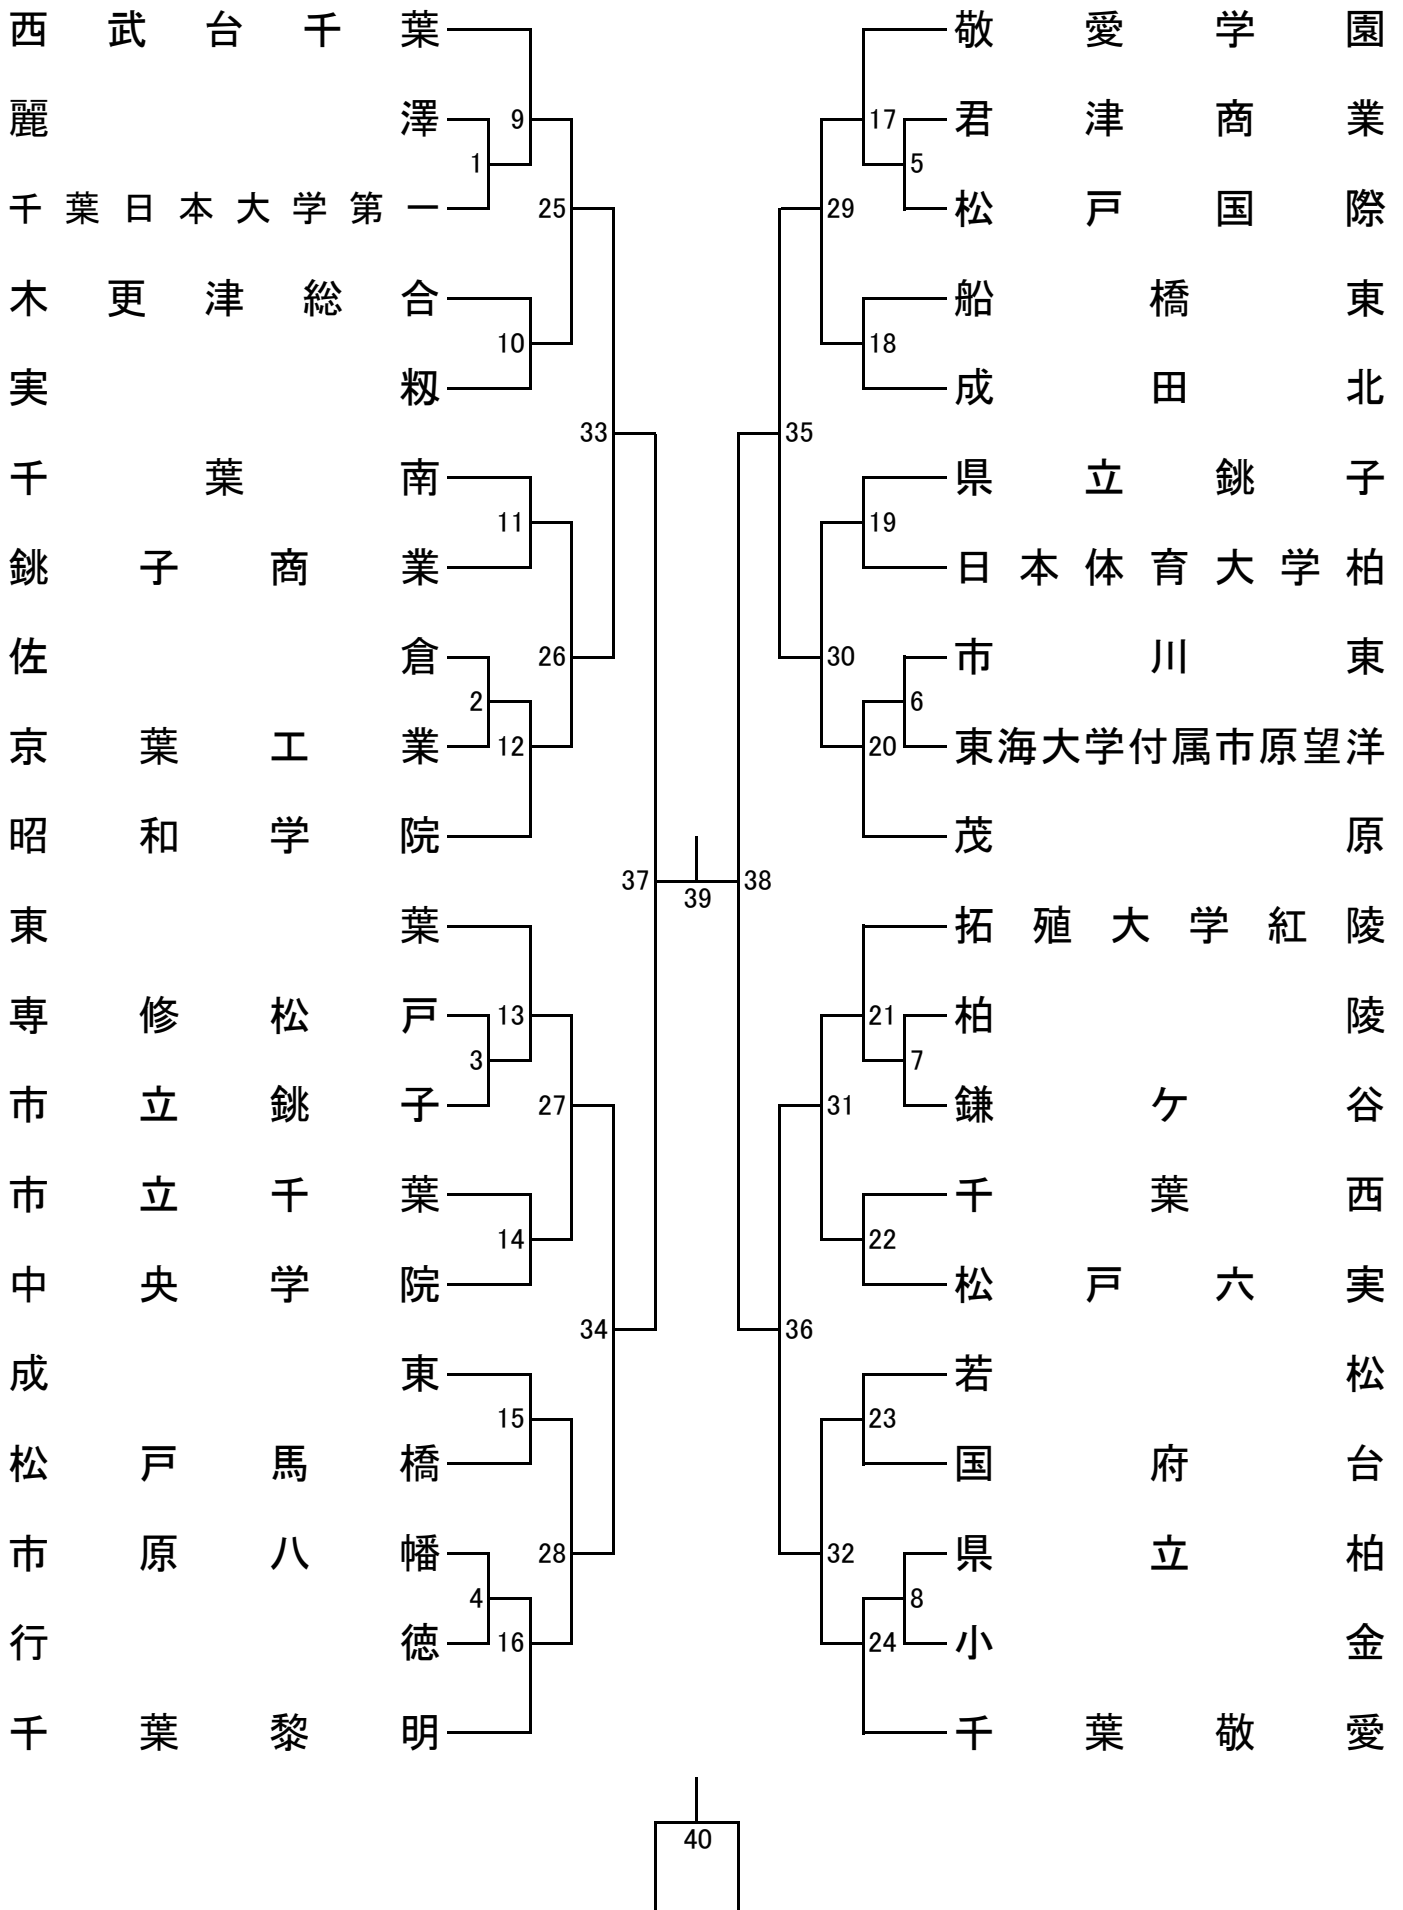 西武台千葉
麗澤
千葉日本大学第一
木更津総合
実籾
千葉南
銚子商業
佐倉
京葉工業
昭和学院
東葉
専修松戸
市立銚子
市立千葉
中央学院
成東
松戸馬橋
市原八幡
行徳
千葉黎明
1
2
3
4
9
10
11
12
13
14
15
16
25
26
27
28
33
34
37
39
38
35
36
29
30
31
32
17
18
19
20
21
22
23
24
5
6
7
8
敬愛学園
君津商業
松戸国際
船橋東
成田北
県立銚子
日本体育大学柏
市川東
東海大学付属市原望洋
茂原
拓殖大学紅陵
柏陵
鎌ケ谷
千葉西
松戸六実
若松
国府台
県立柏
小金
千葉敬愛
40